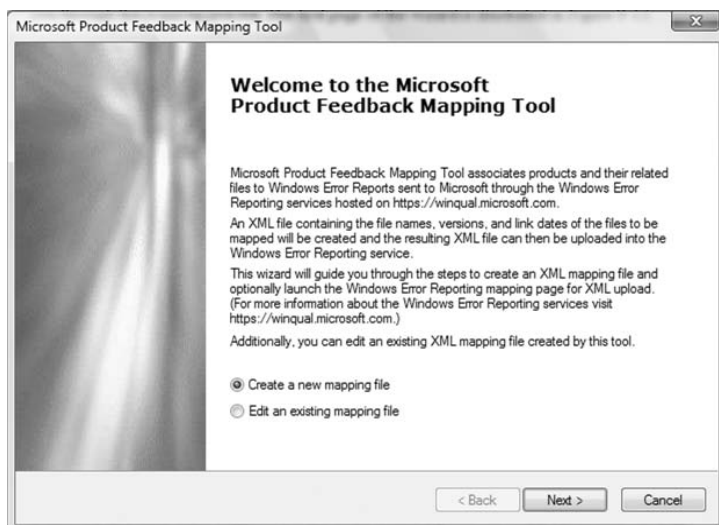 Microsoft Product Feedback Mapping Tool
Welcome to the Microsoft
Product Feedback Mapping Tool
Microsoft Product Feedback Mapping Tool associates products and their related
files to Windows Error Reports sent to Microsoft through the Windows Error
Reporting services hosted on https://winqual.microsoft.com.
An XML file containing the file names, versions, and link dates of the files to be
mapped will be created and the resulting XML file can then be uploaded into the
Windows Error Reporting service.
This wizard will guide you through the steps to create an XML mapping file and
optionally launch the Windows Error Reporting mapping page for XML upload.
(For more information about the Windows Error Reporting services visit
https://winqual.microsoft.com.)
Additionally, you can edit an existing XML mapping file created by this tool.
Create a new mapping file
Edit an existing mapping file
< Back Next > Cancel